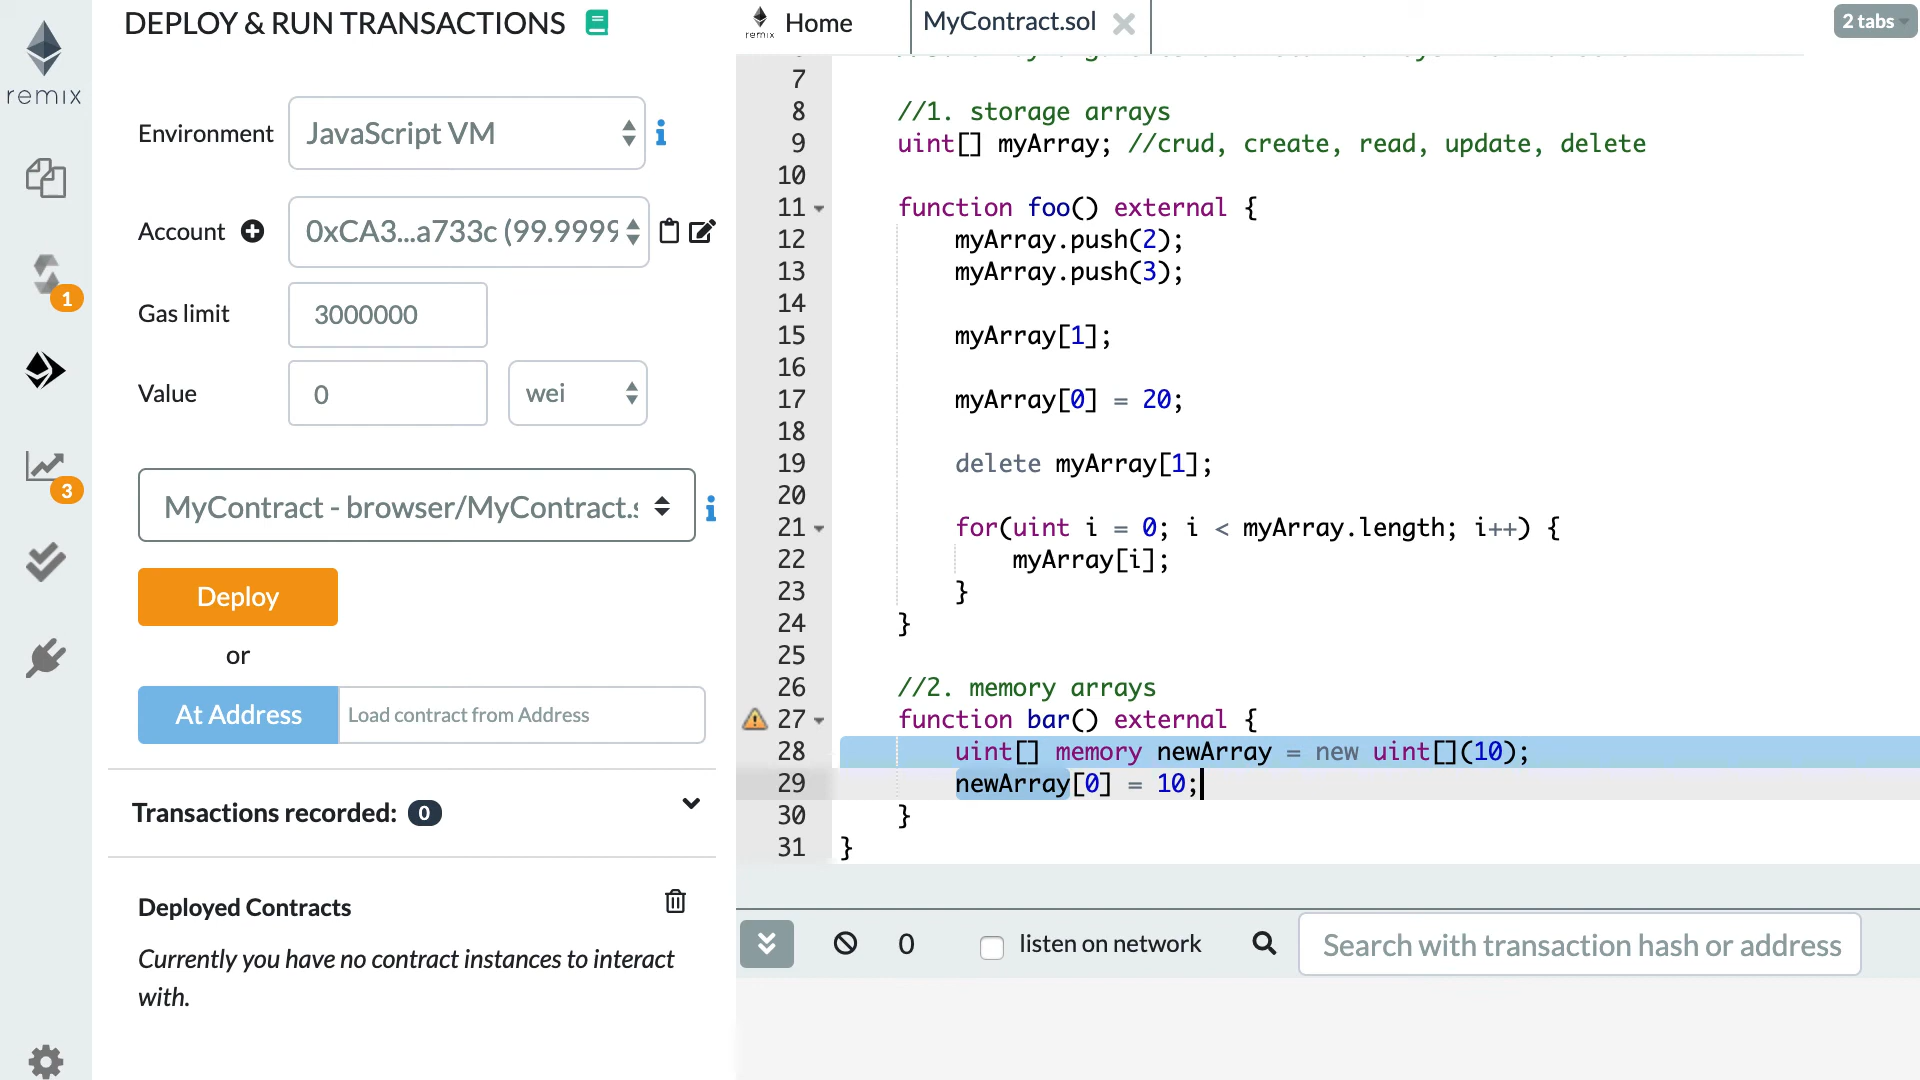 DEPLOY & RUN TRANSACTIONS
remix
Environment
JavaScript VM
Account
0xCA3...a733c (99.9999
Gas limit
3000000
Value
0
wei
1
3
MyContract - browser/MyContract.s
Deploy
or
At Address
Load contract from Address
Transactions recorded: 0
Deployed Contracts
Currently you have no contract instances to interact
with.
remix
Home
MyContract.sol
2 tabs
7
8 //1. storage arrays
9 uint[] myArray; //crud, create, read, update, delete
10
11 function foo() external {
12 myArray.push(2);
13 myArray.push(3);
14
15 myArray[1];
16
17 myArray[0] = 20;
18
19 delete myArray[1];
20
21 for(uint i = 0; i < myArray.length; i++) {
22 myArray[i];
23 }
24 }
25
26 //2. memory arrays
27 function bar() external {
28 uint[] memory newArray = new uint[](10);
29 newArray[0] = 10;
30 }
31 }
0
listen on network
Search with transaction hash or address